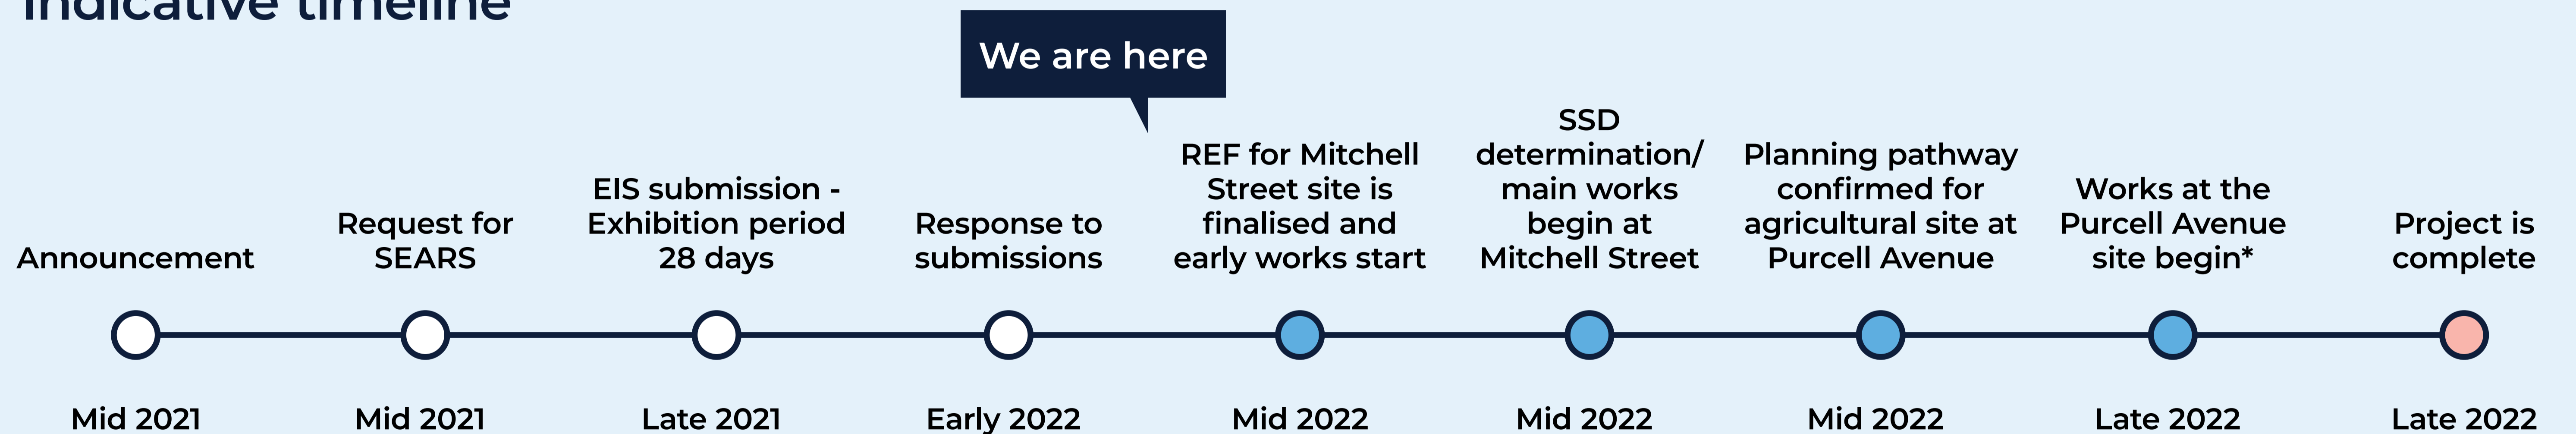 Indicative timeline
We are here
Announcement
Mid 2021
Request for
SEARS
Mid 2021
EIS submission -
Exhibition period
28 days
Late 2021
Response to
submissions
Early 2022
REF for Mitchell
Street site is
finalised and
early works start
Mid 2022
SSD
determination/
main works
begin at
Mitchell Street
Mid 2022
Planning pathway
confirmed for
agricultural site at
Purcell Avenue
Mid 2022
Works at the
Purcell Avenue
site begin*
Late 2022
Project is
complete
Late 2022